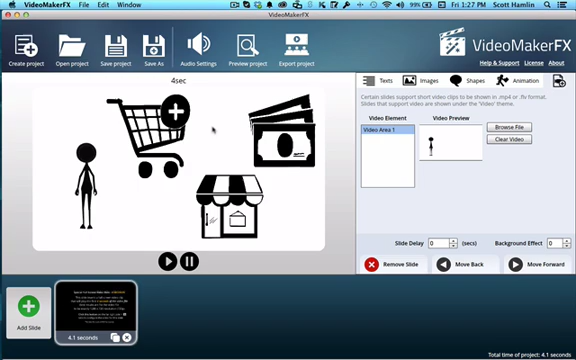 VideoMakerFX File Edit Window Help
99% Fri 1:27 PM Scott Hamlin
VideoMakerFX
Create project Open project Save project Save As Audio Settings Preview project Export project
VideoMakerFX
Help & Support License About
4sec
Texts Images Shapes Animation
Certain slides support short video clips to be shown in .mp4 or .flv format.
Slides that support video are shown under the 'Video' theme.
Video Element Video Preview
Video Area 1
Browse File
Clear Video
Slide Delay 0 (secs) Background Effect 0
Remove Slide Move Back Move Forward
Add Slide
4.1 seconds
Total time of project: 4.1 seconds